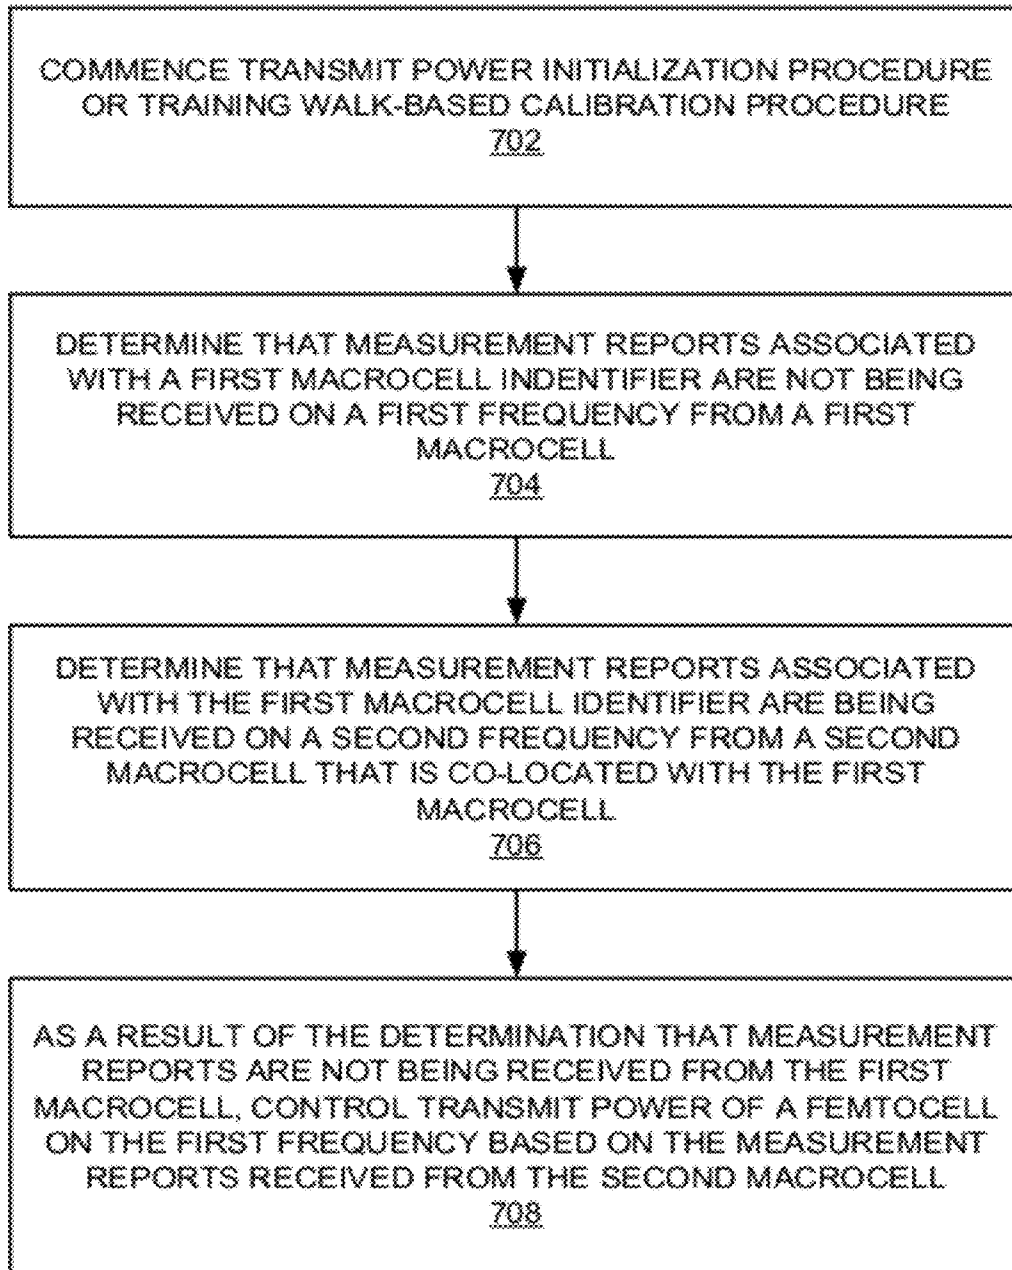 COMMENCE TRANSMIT POWER INITIALIZATION PROCEDURE
OR TRAINING WALK-BASED CALIBRATION PROCEDURE
702
DETERMINE THAT MEASUREMENT REPORTS ASSOCIATED
WITH A FIRST MACROCELL INDENTIFIER ARE NOT BEING
RECEIVED ON A FIRST FREQUENCY FROM A FIRST
MACROCELL
704
DETERMINE THAT MEASUREMENT REPORTS ASSOCIATED
WITH THE FIRST MACROCELL IDENTIFIER ARE BEING
RECEIVED ON A SECOND FREQUENCY FROM A SECOND
MACROCELL THAT IS CO-LOCATED WITH THE FIRST
MACROCELL
706
AS A RESULT OF THE DETERMINATION THAT MEASUREMENT
REPORTS ARE NOT BEING RECEIVED FROM THE FIRST
MACROCELL, CONTROL TRANSMIT POWER OF A FEMTOCELL
ON THE FIRST FREQUENCY BASED ON THE MEASUREMENT
REPORTS RECEIVED FROM THE SECOND MACROCELL
708